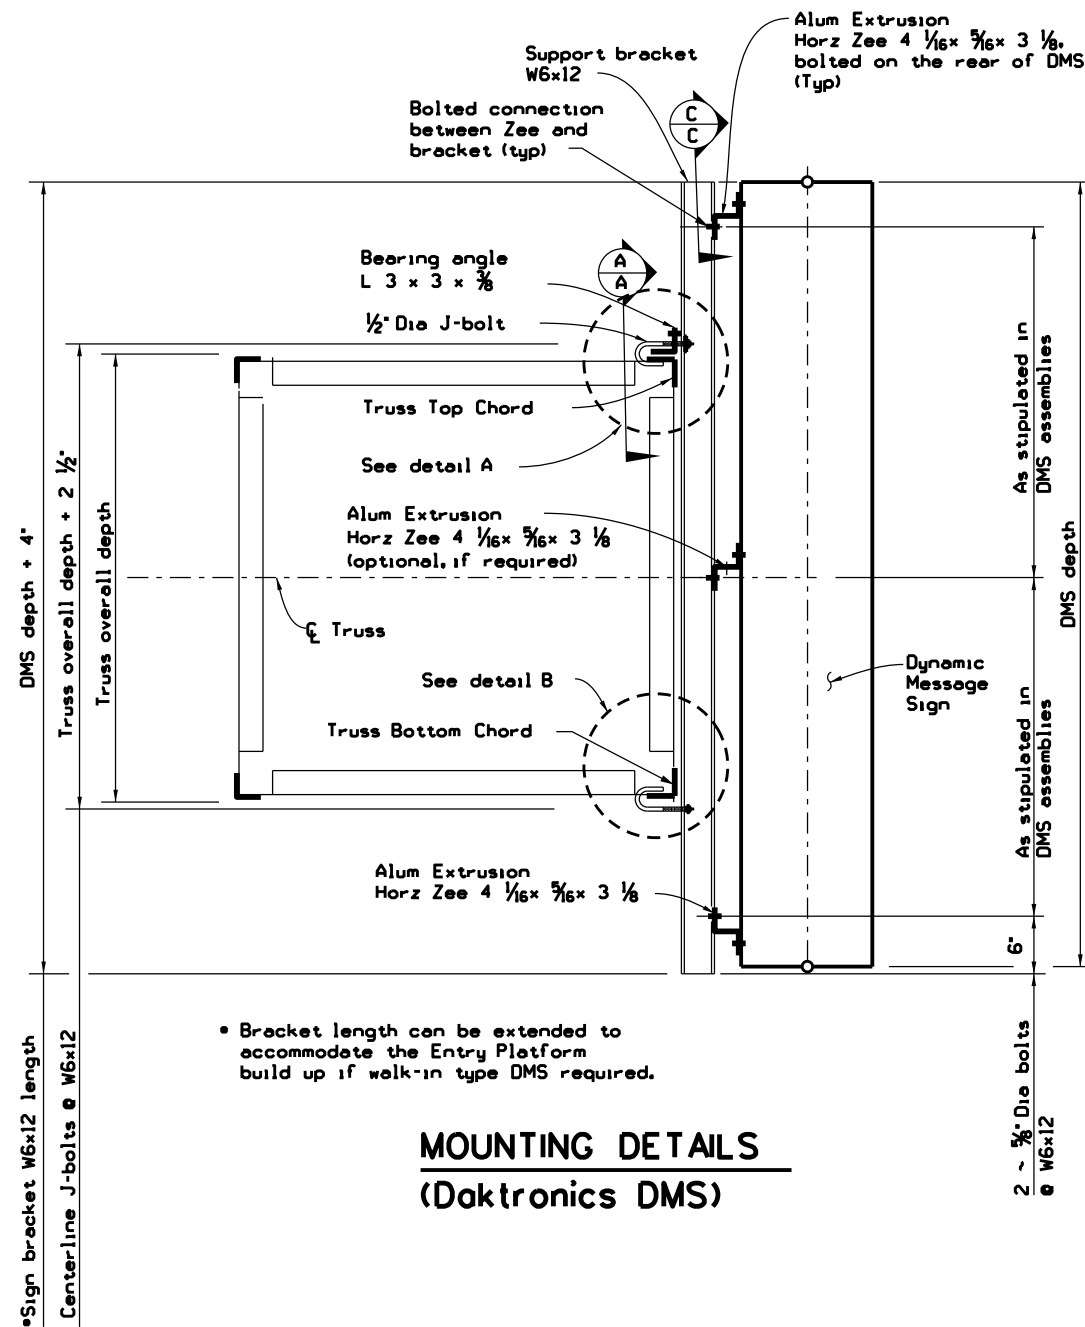 Alum Extrusion
Horz Zee 4 1/16× 5/16× 3 1/8,
bolted on the rear of DMS
(Typ)
Support bracket
W6×12
Bolted connection
between Zee and
bracket (typ)
C
C
Bearing angle
L 3 × 3 × 3/8
A
A
1/2" Dia J-bolt
Truss Top Chord
See detail A
Alum Extrusion
Horz Zee 4 1/16× 5/16× 3 1/8
(optional, if required)
℄ Truss
See detail B
Truss Bottom Chord
Dynamic
Message
Sign
Alum Extrusion
Horz Zee 4 1/16× 5/16× 3 1/8
DMS depth + 4"
Truss overall depth + 2 1/2"
Truss overall depth
As stipulated in
DMS assemblies
DMS depth
As stipulated in
DMS assemblies
6"
* Bracket length can be extended to
accommodate the Entry Platform
build up if walk-in type DMS required.
*Sign bracket W6×12 length
Centerline J-bolts @ W6×12
2 ~ 5/8" Dia bolts
@ W6×12
MOUNTING DETAILS
(Daktronics DMS)